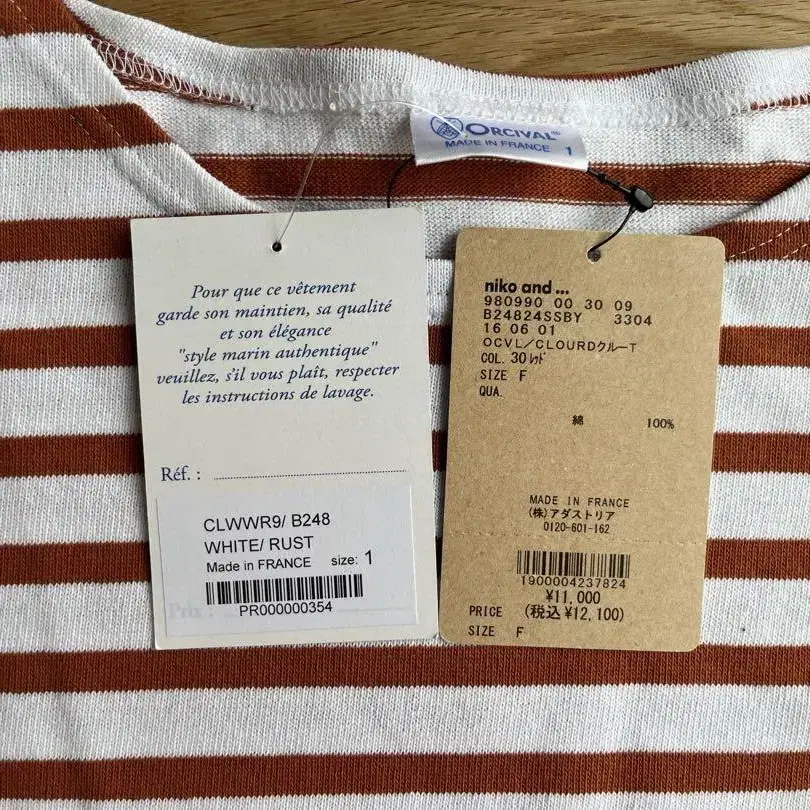 ORCIVAL®
MADE IN FRANCE 1
Pour que ce vêtement
garde son maintien, sa qualité
et son élégance
"style marin authentique"
veuillez, s'il vous plaît, respecter
les instructions de lavage.
Réf. :
CLWWR9/ B248
WHITE/ RUST
Made in FRANCE size: 1
PR000000354
Prix :
niko and ...
980990 00 30 09
B24824SSBY 3304
16 06 01
OCVL/CLOURDクルーT
COL. 30 ﾚｯﾄﾞ
SIZE F
QUA.
綿 100%
MADE IN FRANCE
(株)アダストリア
0120-601-162
1900004237824
¥11,000
PRICE (税込¥12,100)
SIZE F